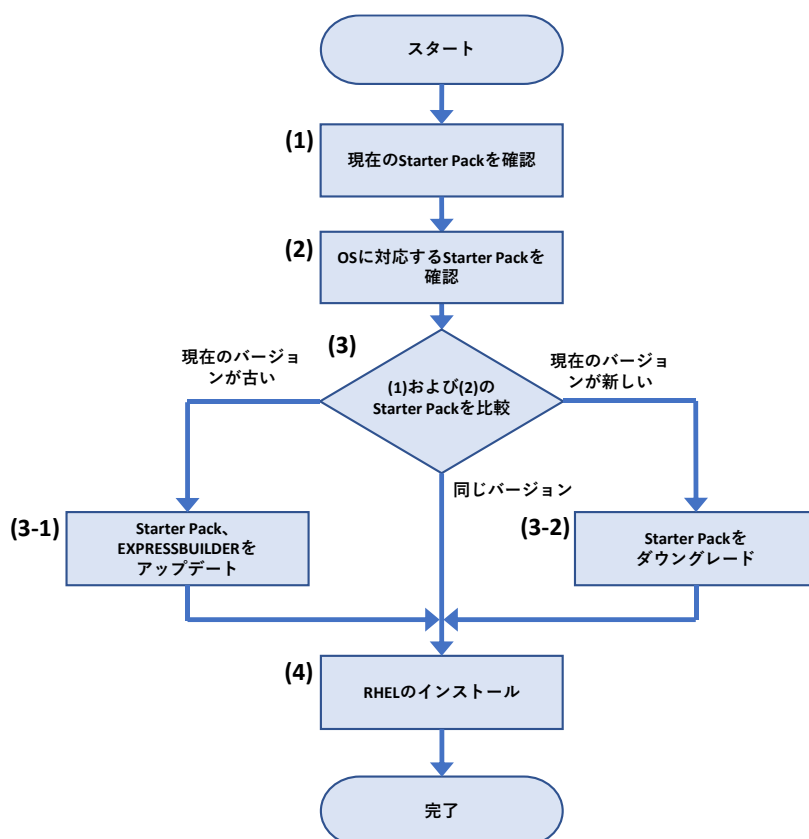 スタート
(1)
現在のStarter Packを確認
(2)
OSに対応するStarter Packを
確認
(3)
現在のバージョ
ンが古い
現在のバージョ
ンが新しい
(1)および(2)の
Starter Packを比較
同じバージョン
(3-1)
Starter Pack、
EXPRESSBUILDERを
アップデート
(3-2)
Starter Packを
ダウングレード
(4)
RHELのインストール
完了